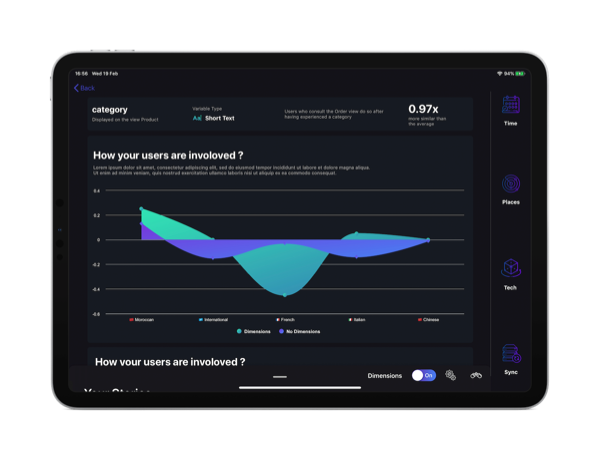 16:56 Wed 19 Feb
94%
Back
category
Displayed on the view Product
Variable Type
Aa Short Text
Users who consult the Order view do so after
having experienced a category
0.97x
more similar than
the average
How your users are involoved ?
Lorem ipsum dolor sit amet, consectetur adipiscing elit, sed do eiusmod tempor incididunt ut labore et dolore magna aliqua.
Ut enim ad minim veniam, quis nostrud exercitation ullamco laboris nisi ut aliquip ex ea commodo consequat.
0.4
0.2
0
-0.2
-0.4
-0.6
Moroccan
International
French
Italian
Chinese
Dimensions
No Dimensions
How your users are involoved ?
Your Stories
Dimensions
On
Time
Places
Tech
Sync